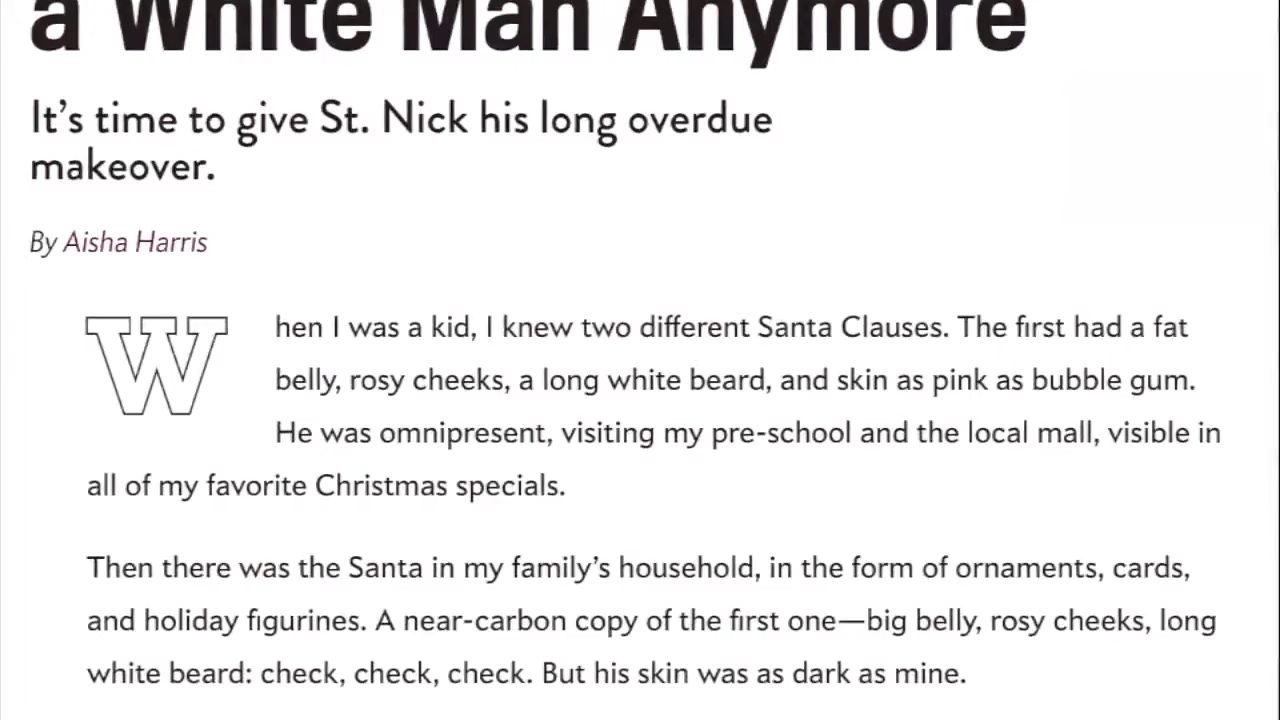 a White Man Anymore
It’s time to give St. Nick his long overdue
makeover.
By Aisha Harris
When I was a kid, I knew two different Santa Clauses. The first had a fat
belly, rosy cheeks, a long white beard, and skin as pink as bubble gum.
He was omnipresent, visiting my pre-school and the local mall, visible in
all of my favorite Christmas specials.
Then there was the Santa in my family’s household, in the form of ornaments, cards,
and holiday figurines. A near-carbon copy of the first one—big belly, rosy cheeks, long
white beard: check, check, check. But his skin was as dark as mine.